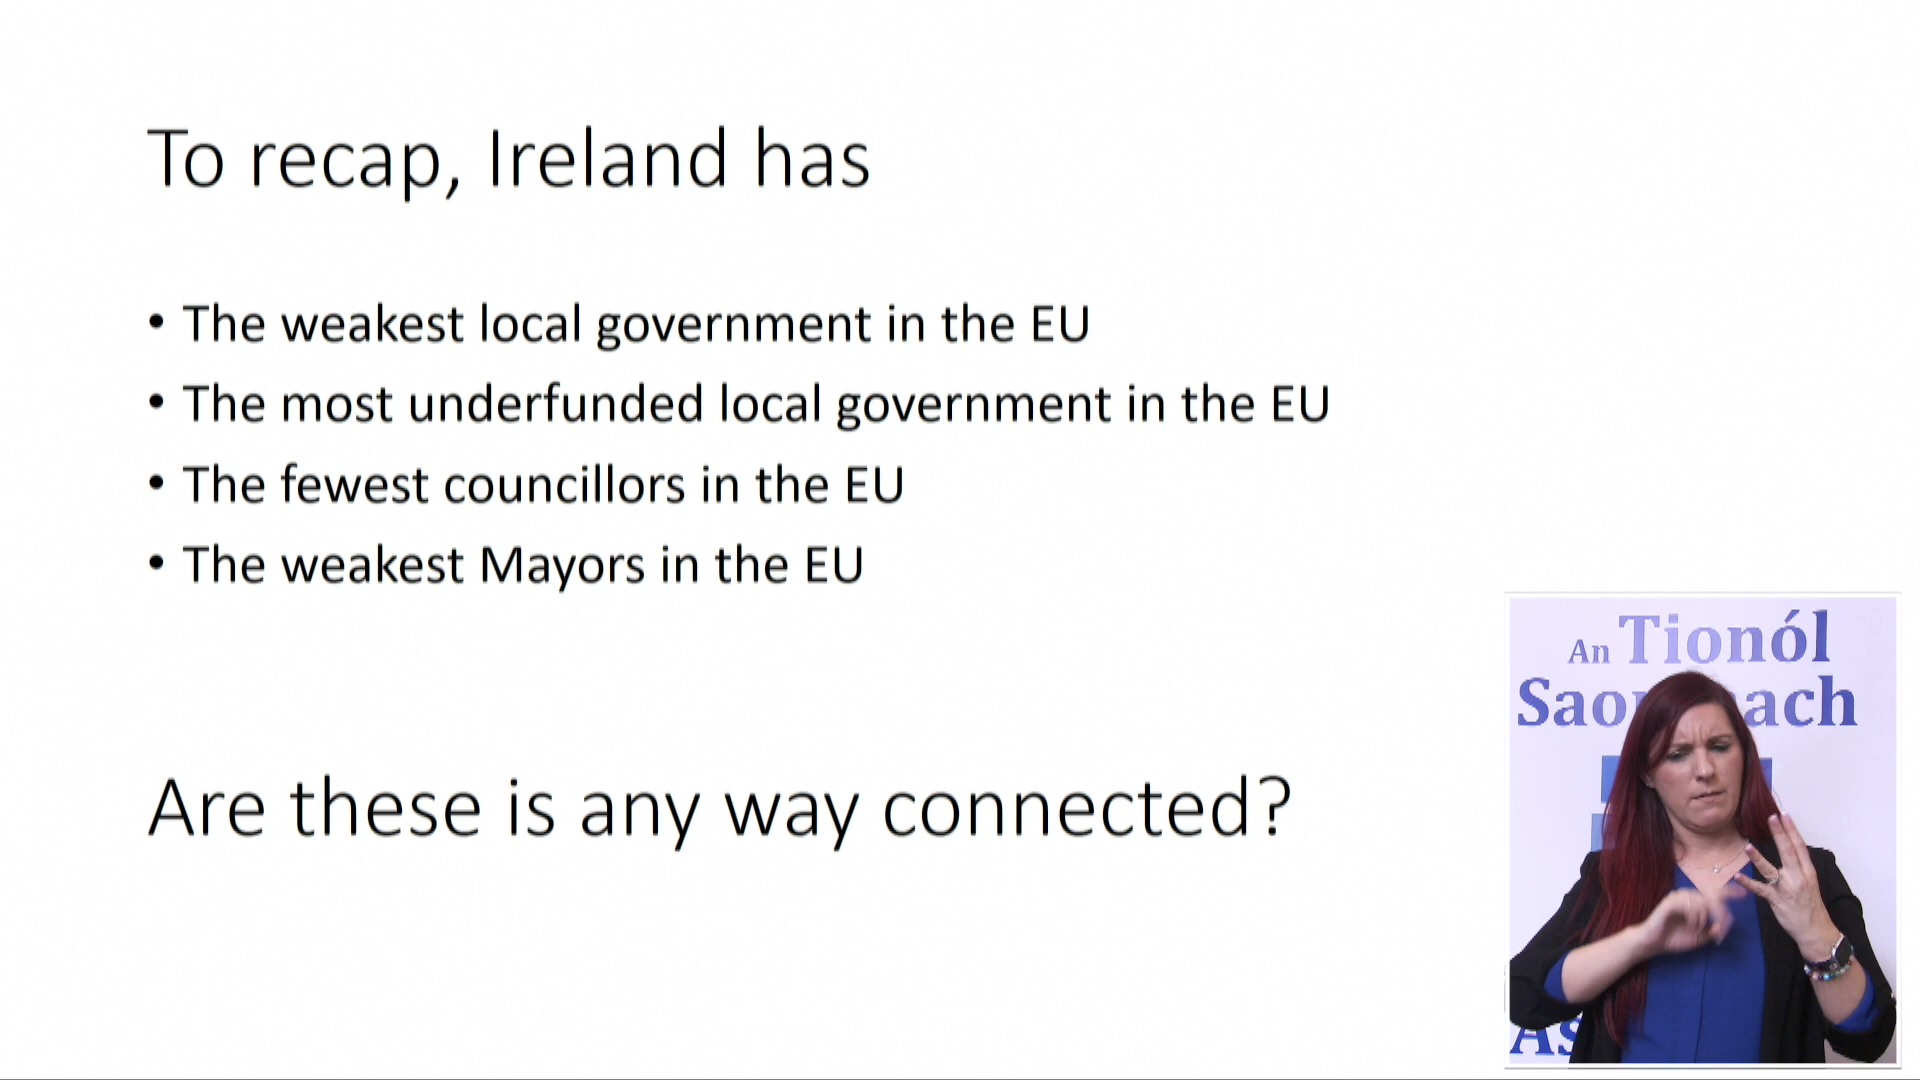 To recap, Ireland has
• The weakest local government in the EU
• The most underfunded local government in the EU
• The fewest councillors in the EU
• The weakest Mayors in the EU
Are these is any way connected?
An Tionól